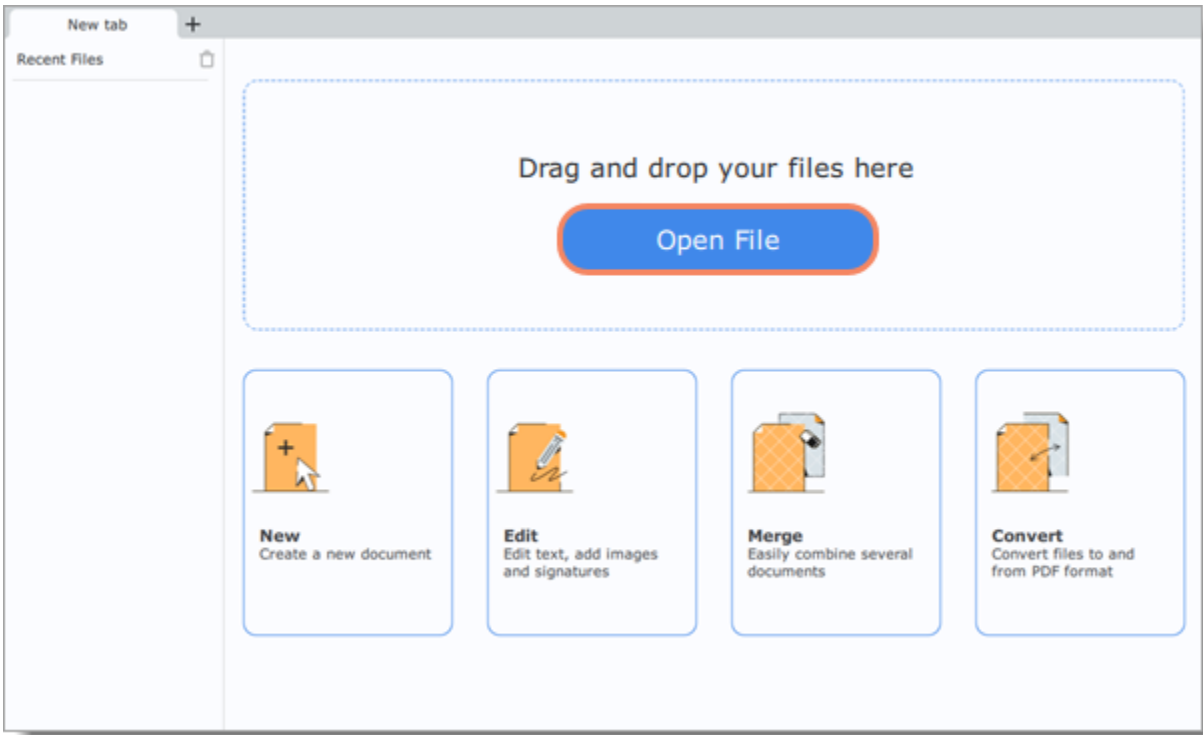 New tab
Recent Files
Drag and drop your files here
Open File
New
Create a new document
Edit
Edit text, add images
and signatures
Merge
Easily combine several
documents
Convert
Convert files to and
from PDF format